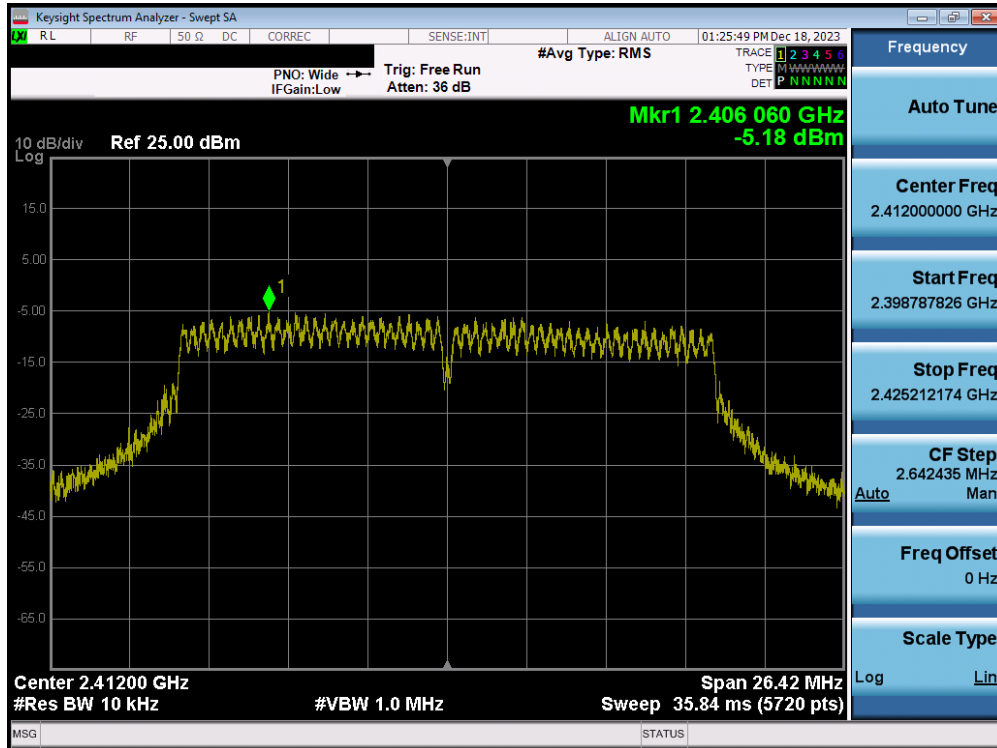 Keysight Spectrum Analyzer - Swept SA
LXI RL RF 50 Ω DC CORREC SENSE:INT ALIGN AUTO 01:25:49 PM Dec 18, 2023
#Avg Type: RMS
TRACE 1 2 3 4 5 6
PNO: Wide Trig: Free Run
TYPE M WWWWW
IFGain:Low Atten: 36 dB
DET P N N N N N
Mkr1 2.406 060 GHz
-5.18 dBm
10 dB/div Ref 25.00 dBm
Log
15.0
5.00
1
-5.00
-15.0
-25.0
-35.0
-45.0
-55.0
-65.0
Center 2.41200 GHz Span 26.42 MHz
#Res BW 10 kHz #VBW 1.0 MHz Sweep 35.84 ms (5720 pts)
MSG STATUS
Frequency
Auto Tune
Center Freq
2.412000000 GHz
Start Freq
2.398787826 GHz
Stop Freq
2.425212174 GHz
CF Step
2.642435 MHz
Auto Man
Freq Offset
0 Hz
Scale Type
Log Lin